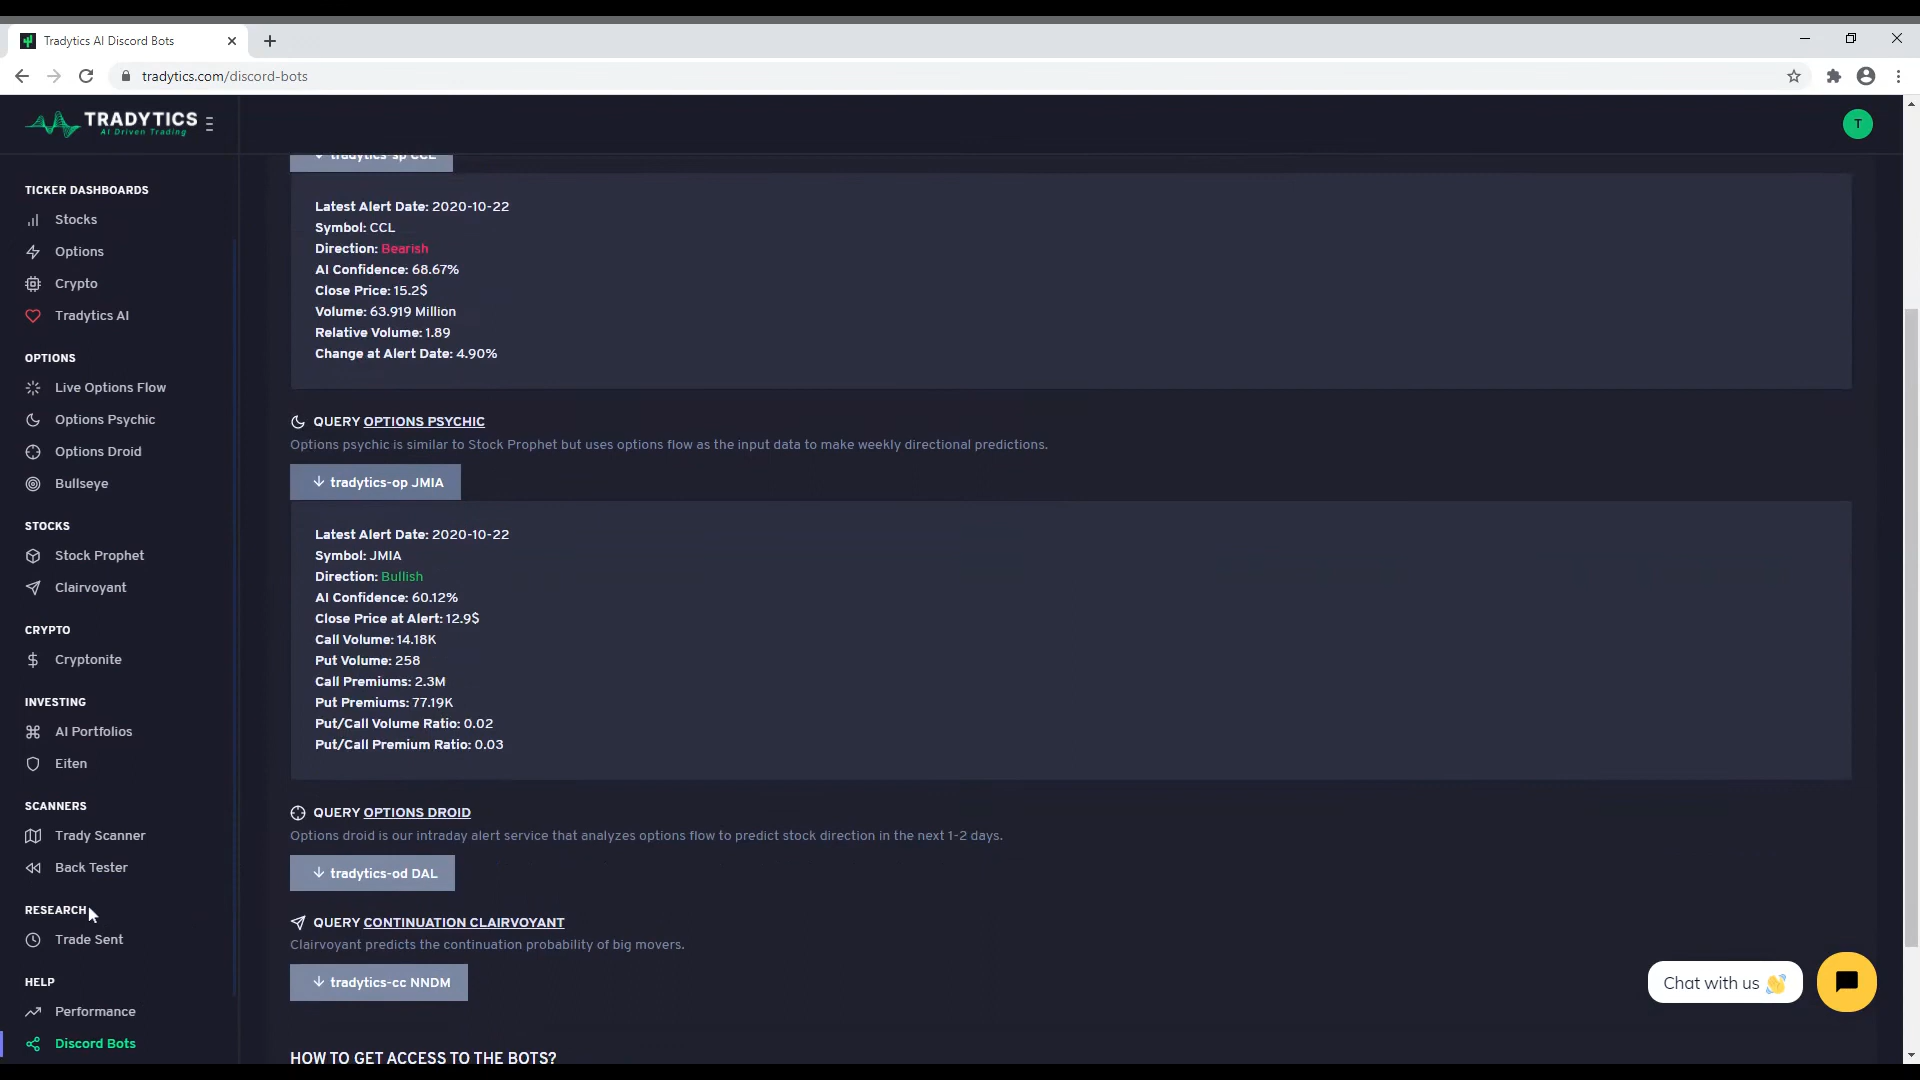 Tradytics AI Discord Bots
tradytics.com/discord-bots
TRADYTICS
AI Driven Trading
T
TICKER DASHBOARDS
Stocks
Options
Crypto
Tradytics AI
OPTIONS
Live Options Flow
Options Psychic
Options Droid
Bullseye
STOCKS
Stock Prophet
Clairvoyant
CRYPTO
Cryptonite
INVESTING
AI Portfolios
Eiten
SCANNERS
Trady Scanner
Back Tester
RESEARCH
Trade Sent
HELP
Performance
Discord Bots
tradytics-sp CCL
Latest Alert Date: 2020-10-22
Symbol: CCL
Direction: Bearish
AI Confidence: 68.67%
Close Price: 15.2$
Volume: 63.919 Million
Relative Volume: 1.89
Change at Alert Date: 4.90%
QUERY OPTIONS PSYCHIC
Options psychic is similar to Stock Prophet but uses options flow as the input data to make weekly directional predictions.
tradytics-op JMIA
Latest Alert Date: 2020-10-22
Symbol: JMIA
Direction: Bullish
AI Confidence: 60.12%
Close Price at Alert: 12.9$
Call Volume: 14.18K
Put Volume: 258
Call Premiums: 2.3M
Put Premiums: 77.19K
Put/Call Volume Ratio: 0.02
Put/Call Premium Ratio: 0.03
QUERY OPTIONS DROID
Options droid is our intraday alert service that analyzes options flow to predict stock direction in the next 1-2 days.
tradytics-od DAL
QUERY CONTINUATION CLAIRVOYANT
Clairvoyant predicts the continuation probability of big movers.
tradytics-cc NNDM
HOW TO GET ACCESS TO THE BOTS?
Chat with us 👋